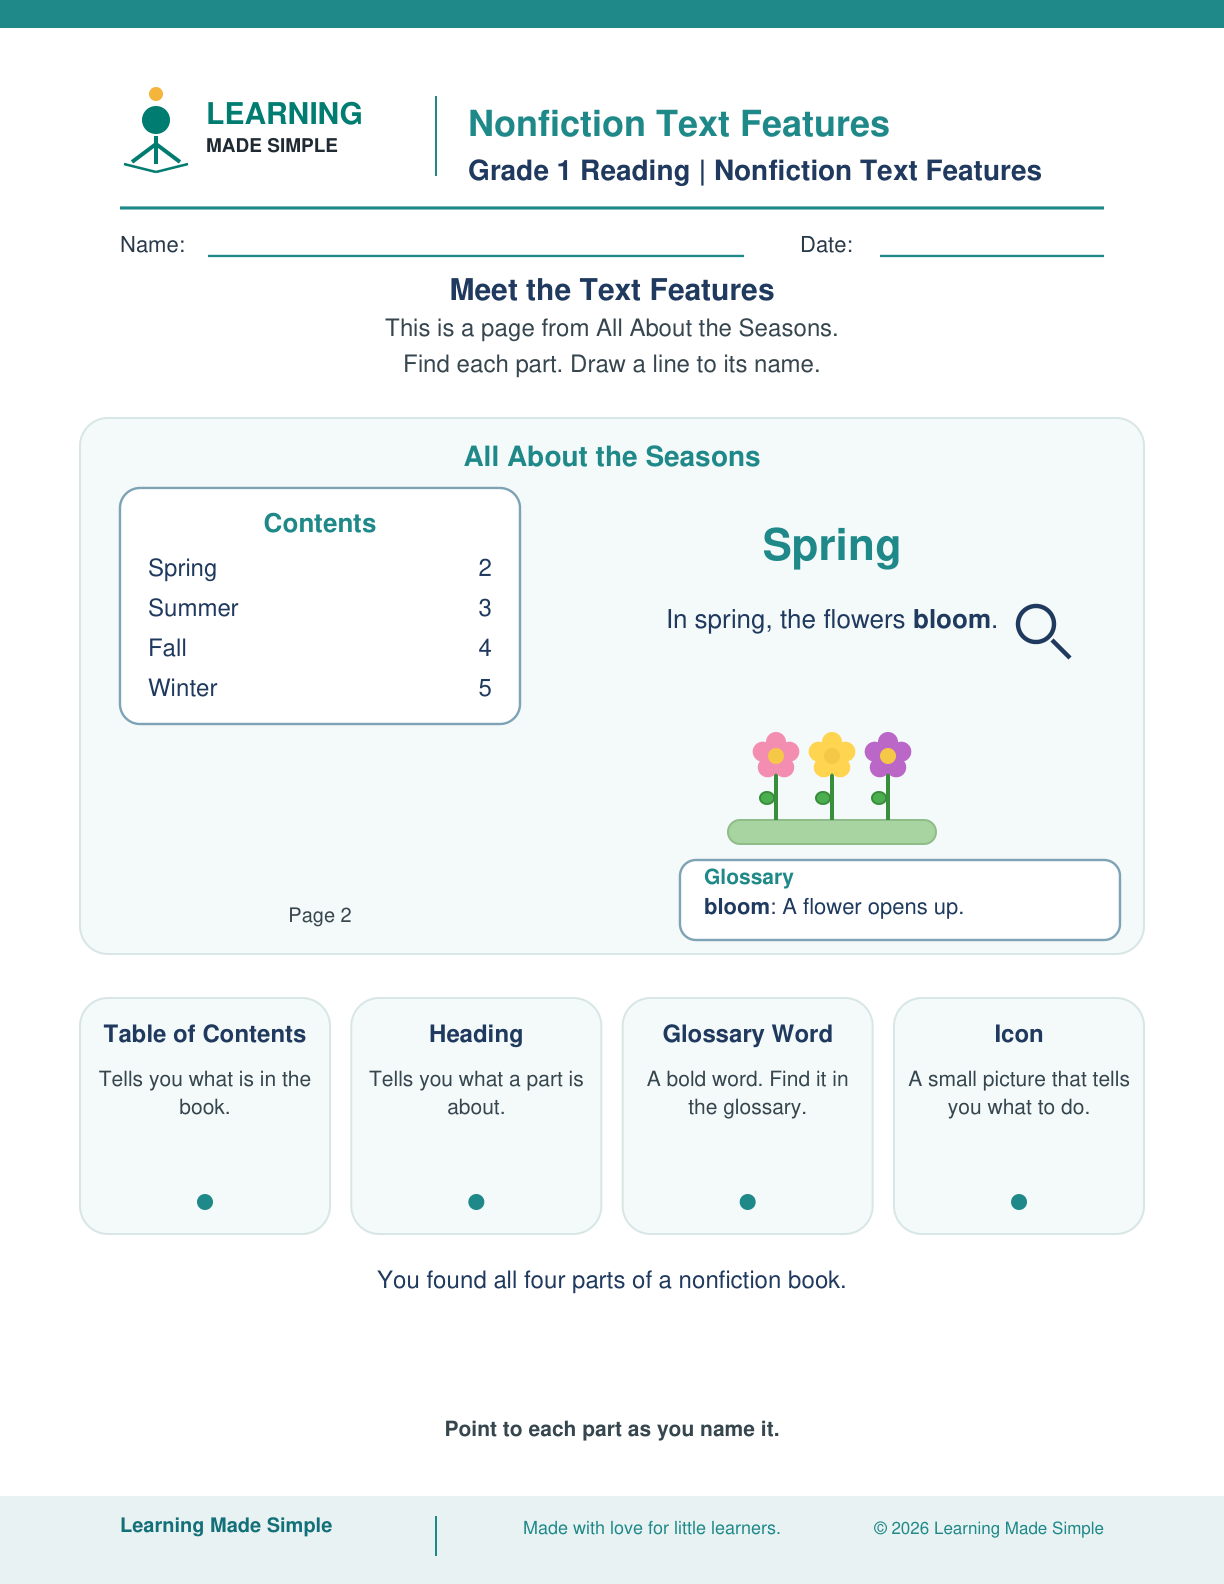 LEARNING
MADE SIMPLE
Nonfiction Text Features
Grade 1 Reading | Nonfiction Text Features
Name:
Date:
Meet the Text Features
This is a page from All About the Seasons.
Find each part. Draw a line to its name.
All About the Seasons
Contents
Spring 2
Summer 3
Fall 4
Winter 5
Page 2
Spring
In spring, the flowers bloom.
Glossary
bloom: A flower opens up.
Table of Contents
Tells you what is in the
book.
Heading
Tells you what a part is
about.
Glossary Word
A bold word. Find it in
the glossary.
Icon
A small picture that tells
you what to do.
You found all four parts of a nonfiction book.
Point to each part as you name it.
Learning Made Simple
Made with love for little learners.
© 2026 Learning Made Simple